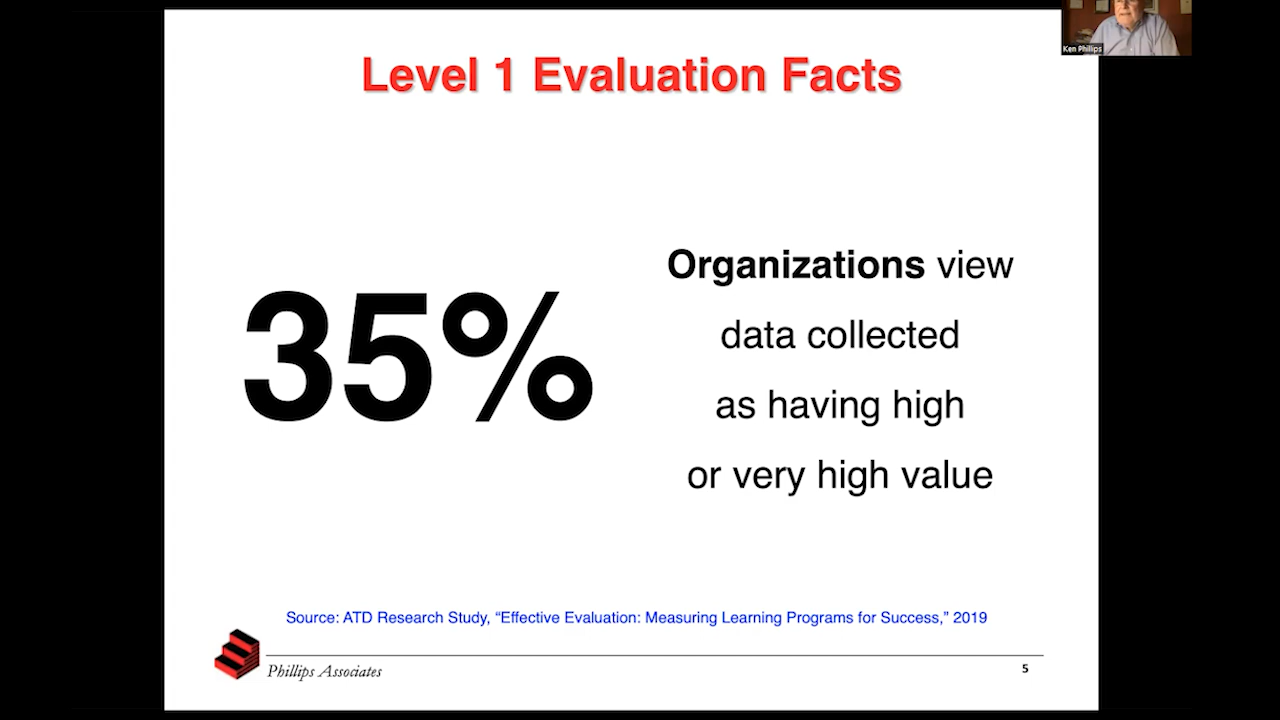 Ken Phillips
Level 1 Evaluation Facts
35%
Organizations view
data collected
as having high
or very high value
Source: ATD Research Study, “Effective Evaluation: Measuring Learning Programs for Success,” 2019
Phillips Associates
5